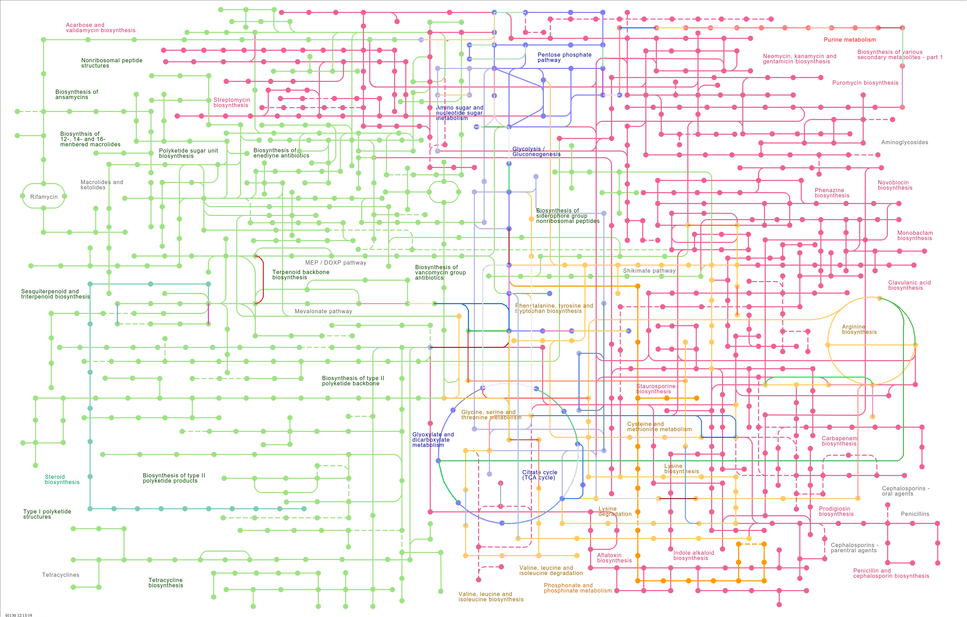 Acarbose and
validamycin biosynthesis
Pentose phosphate
pathway
Purine metabolism
Neomycin, kanamycin and
gentamicin biosynthesis
Biosynthesis of various
secondary metabolites - part 1
Nonribosomal peptide
structures
Puromycin biosynthesis
Biosynthesis of
ansamycins
Streptomycin
biosynthesis
Amino sugar and
nucleotide sugar
metabolism
Biosynthesis of
12-, 14- and 16-
membered macrolides
Aminoglycosides
Polyketide sugar unit
biosynthesis
Biosynthesis of
enediyne antibiotics
Glycolysis /
Gluconeogenesis
Macrolides and
ketolides
Rifamycin
Phenazine
biosynthesis
Novobiocin
biosynthesis
Biosynthesis of
siderophore group
nonribosomal peptides
Monobactam
biosynthesis
MEP / DOXP pathway
Terpenoid backbone
biosynthesis
Biosynthesis of
vancomycin group
antibiotics
Shikimate pathway
Clavulanic acid
biosynthesis
Sesquiterpenoid and
triterpenoid biosynthesis
Mevalonate pathway
Phenylalanine, tyrosine and
tryptophan biosynthesis
Arginine
biosynthesis
Biosynthesis of type II
polyketide backbone
Staurosporine
biosynthesis
Glycine, serine and
threonine metabolism
Cysteine and
methionine metabolism
Glyoxylate and
dicarboxylate
metabolism
Carbapenem
biosynthesis
Lysine
biosynthesis
Steroid
biosynthesis
Biosynthesis of type II
polyketide products
Citrate cycle
(TCA cycle)
Cephalosporins -
oral agents
Type I polyketide
structures
Lysine
degradation
Prodigiosin
biosynthesis
Penicillins
Cephalosporins -
parentral agents
Aflatoxin
biosynthesis
Indole alkaloid
biosynthesis
Tetracyclines
Tetracycline
biosynthesis
Valine, leucine and
isoleucine degradation
Penicillin and
cephalosporin biosynthesis
Phosphonate and
phosphinate metabolism
Valine, leucine and
isoleucine biosynthesis